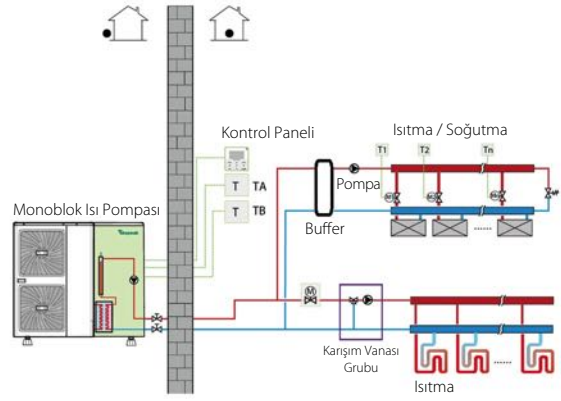 Kontrol Paneli
Isıtma / Soğutma
T1
T2
Tn
T TA
T TB
Pompa
M
M
M
Monoblok Isı Pompası
Buffer
M
Karışım Vanası
Grubu
Isıtma